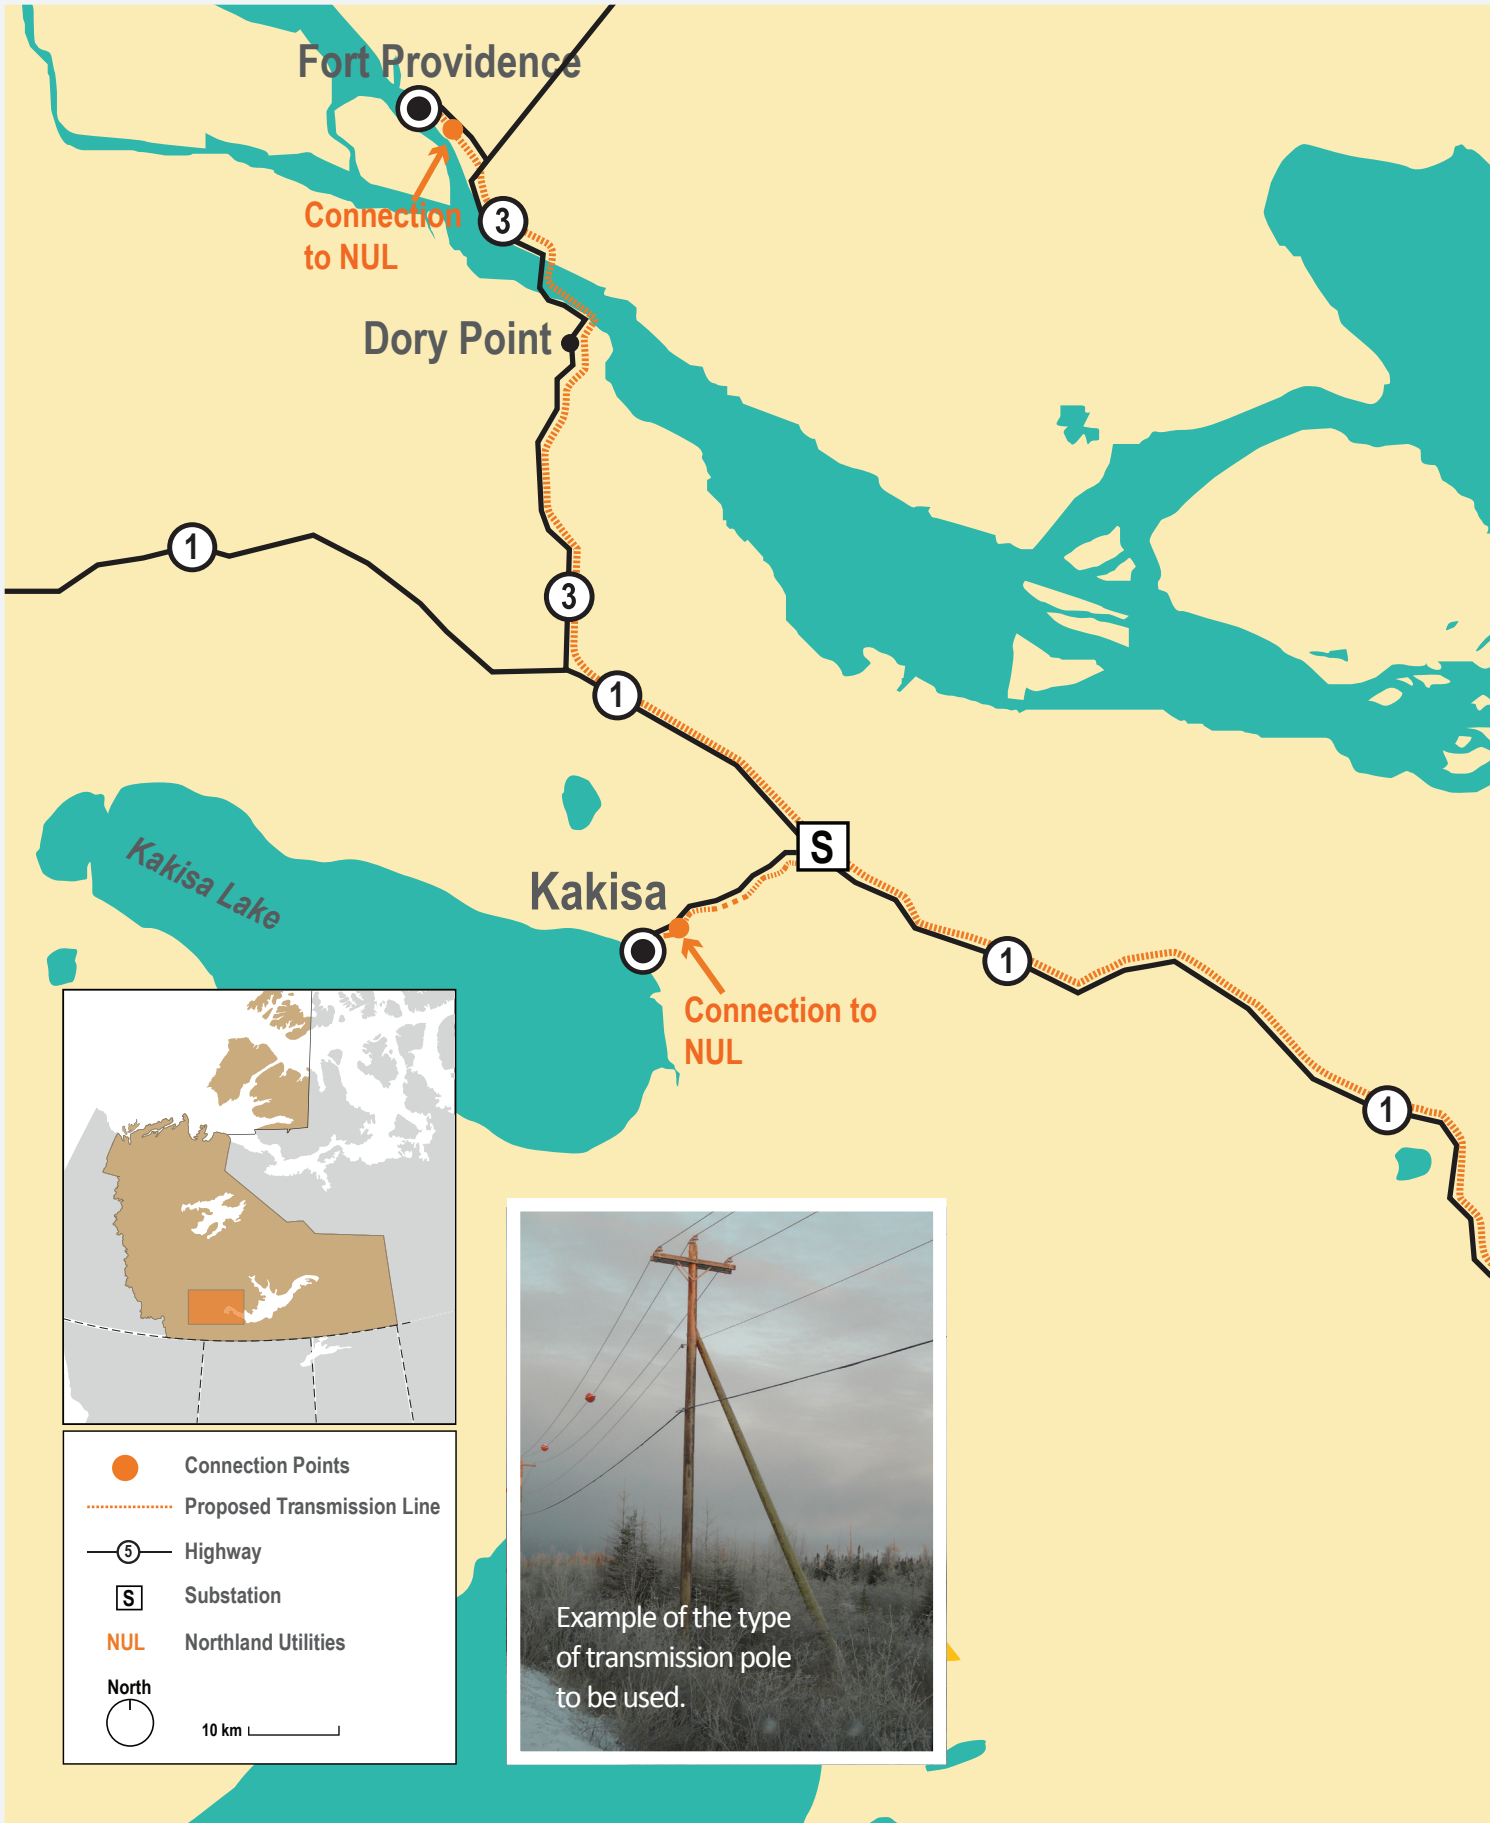 Fort Providence
Connection
to NUL
3
Dory Point
1
3
1
S
Kakisa Lake
Kakisa
1
Connection to
NUL
1
Connection Points
Proposed Transmission Line
5
Highway
S
Substation
NUL
Northland Utilities
North
10 km
Example of the type
of transmission pole
to be used.